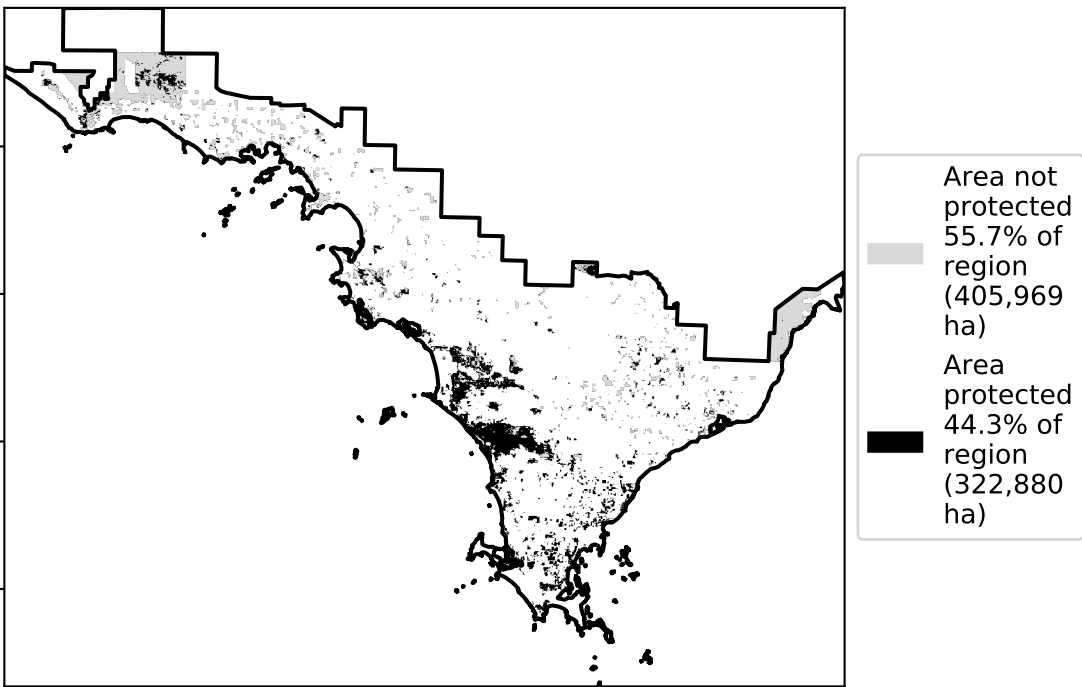 Area not
protected
55.7% of
region
(405,969
ha)
Area
protected
44.3% of
region
(322,880
ha)